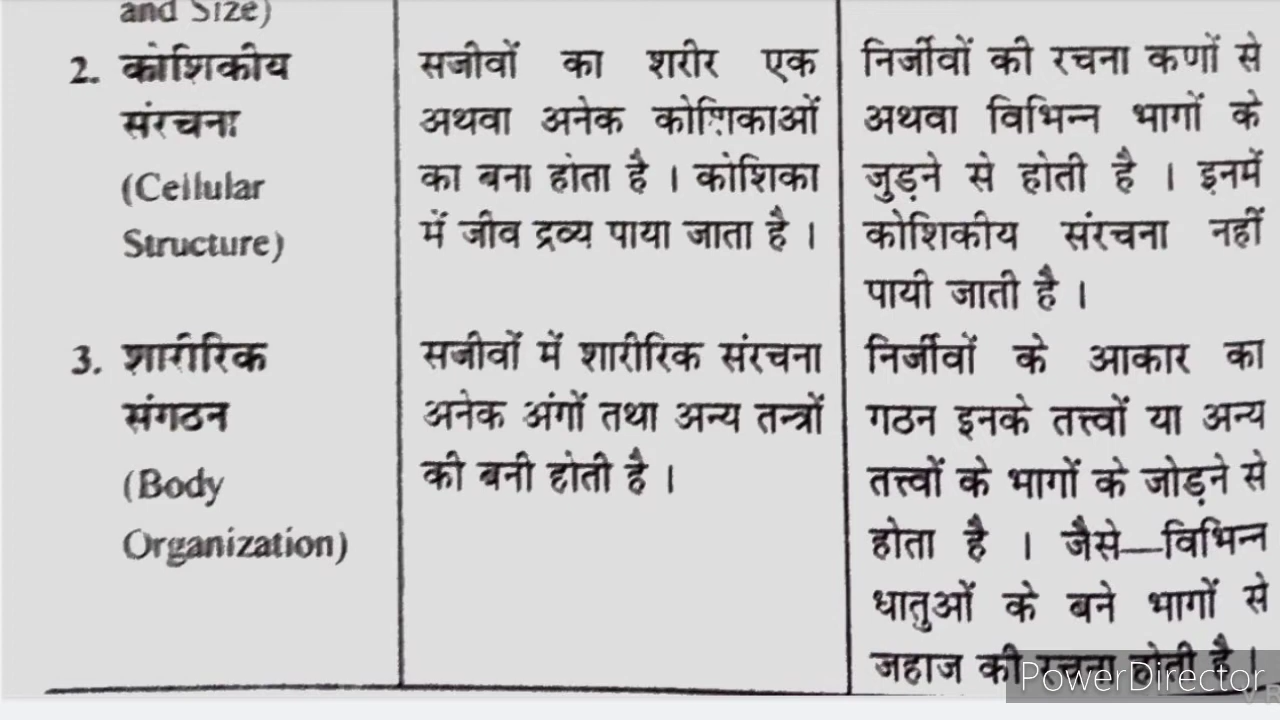 and Size)
2. कोशिकीय
संरचना
(Cellular
Structure)
सजीवों का शरीर एक
अथवा अनेक कोशिकाओं
का बना होता है । कोशिका
में जीव द्रव्य पाया जाता है ।
निर्जीवों की रचना कणों से
अथवा विभिन्न भागों के
जुड़ने से होती है । इनमें
कोशिकीय संरचना नहीं
पायी जाती है ।
3. शारीरिक
संगठन
(Body
Organization)
सजीवों में शारीरिक संरचना
अनेक अंगों तथा अन्य तन्त्रों
की बनी होती है ।
निर्जीवों के आकार का
गठन इनके तत्त्वों या अन्य
तत्त्वों के भागों के जोड़ने से
होता है । जैसे—विभिन्न
धातुओं के बने भागों से
जहाज की रचना होती है ।
PowerDirector